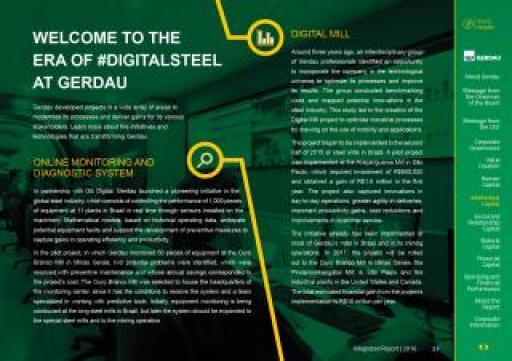 WELCOME TO THE
ERA OF #DIGITALSTEEL
AT GERDAU
Gerdau developed projects in a wide array of areas to
modernize its processes and deliver gains for its various
stakeholders. Learn more about the initiatives and
technologies that are transforming Gerdau.
ONLINE MONITORING AND
DIAGNOSTIC SYSTEM
In partnership with GE Digital, Gerdau launched a pioneering initiative in the
global steel industry, which consists of controlling the performance of 1,000 pieces
of equipment at 11 plants in Brazil in real time through sensors installed on the
machinery. Mathematical models, based on historical operating data, anticipate
potential equipment faults and support the development of preventive measures to
capture gains in operating efficiency and productivity.
In the pilot project, in which Gerdau monitored 50 pieces of equipment at the Ouro
Branco Mill in Minas Gerais, two potential problems were identified, which were
resolved with preventive maintenance and whose annual savings corresponded to
the project's cost. The Ouro Branco Mill was selected to house the headquarters of
the monitoring center since it has the conditions to receive the system and a team
specialized in working with predictive tools. Initially, equipment monitoring is being
conducted at the long steel mills in Brazil, but later the system should be expanded to
the special steel mills and to the mining operation.
DIGITAL MILL
Around three years ago, an interdisciplinary group
of Gerdau professionals identified an opportunity
to incorporate the company in the technological
schemes to optimize its processes and improve
its results. The group conducted benchmarking
visits and mapped potential innovations in the
steel industry. This study led to the creation of the
Digital Mill project to optimize industrial processes
by drawing on the use of mobility and applications.
The project began to be implemented in the second
half of 2015 at steel units in Brazil. A pilot project
was implemented at the Araçariguama Mill in São
Paulo, which required investment of
and obtained a gain of R$1.6 million in the first
year. The project also captured innovations in
day-to-day operations, greater agility in deliveries,
important productivity gains, cost reductions and
improvements in customer service.
The initiative already has been implemented at
most of Gerdau's mills in Brazil and in its mining
operations. In 2017, the project will be rolled
out to the Ouro Branco Mill in Minas Gerais, the
Pindamonhangaba Mill in São Paulo and the
industrial plants in the United States and Canada.
The total estimated financial gain from the project's
implementation is R$16 million per year.
GERDAU
About Gerdau
Message from
the Chairman
of the Board
Message from
the CEO
Corporate
Governance
Value
Creation
Human
Capital
Intellectual
Capital
Social and
Relationship
Capital
Natural
Capital
Financial
Capital
Operating and
Financial
Performance
About the
Report
Corporate
Information
Integrated Report | 2016